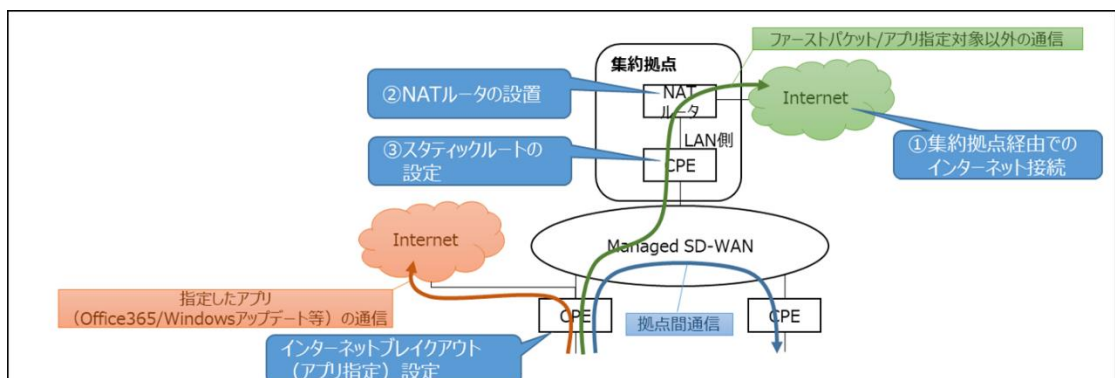 ファーストパケット/アプリ指定対象以外の通信
集約拠点
②NATルータの設置
NAT
ルータ
Internet
③スタティックルートの
設定
LAN側
CPE
①集約拠点経由での
インターネット接続
Internet
Managed SD-WAN
指定したアプリ
（Office365/Windowsアップデート等）の通信
CPE
拠点間通信
CPE
インターネットブレイクアウト
（アプリ指定）設定